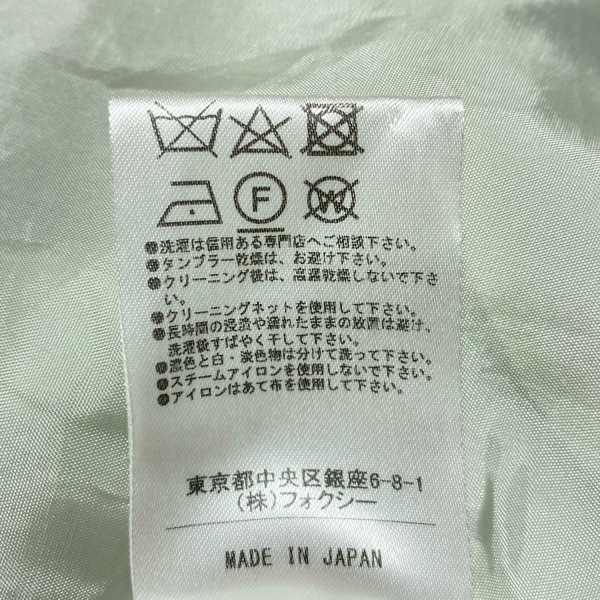 F W
●洗濯は信用ある専門店へご相談下さい。
●タンブラー乾燥は、お避け下さい。
●クリーニング後は、高温乾燥しないで下さ
い。
●クリーニングネットを使用して下さい。
●長時間の浸漬や濡れたままの放置は避け、
洗濯後すばやく干して下さい。
●濃色と白・淡色物は分けて洗って下さい。
●スチームアイロンを使用しないで下さい。
●アイロンはあて布を使用して下さい。
東京都中央区銀座6-8-1
(株)フォクシー
MADE IN JAPAN